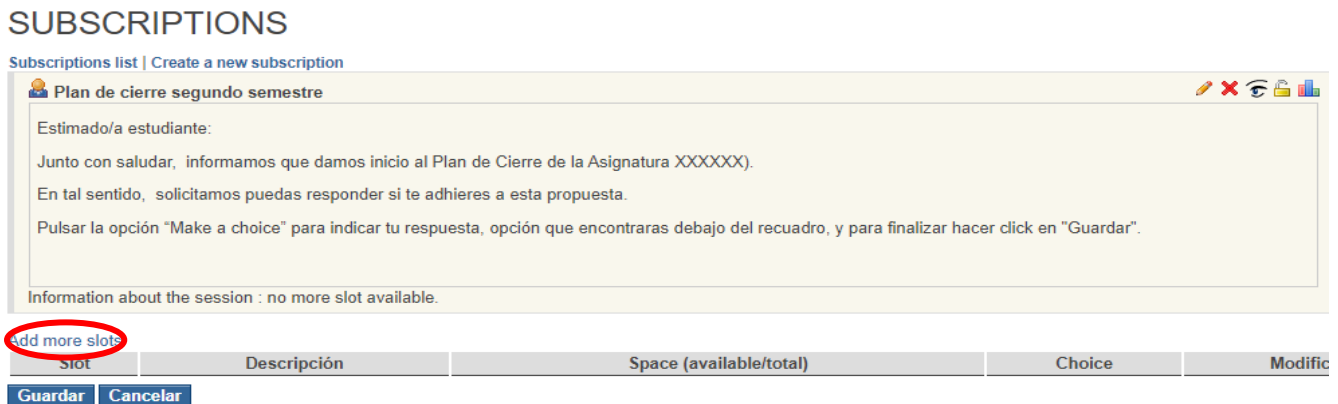 SUBSCRIPTIONS
Subscriptions list | Create a new subscription
Plan de cierre segundo semestre
Estimado/a estudiante:
Junto con saludar, informamos que damos inicio al Plan de Cierre de la Asignatura XXXXXX).
En tal sentido, solicitamos puedas responder si te adhieres a esta propuesta.
Pulsar la opción “Make a choice” para indicar tu respuesta, opción que encontraras debajo del recuadro, y para finalizar hacer click en "Guardar".
Information about the session : no more slot available.
Add more slots
Slot Descripción Space (available/total) Choice Modific
Guardar Cancelar